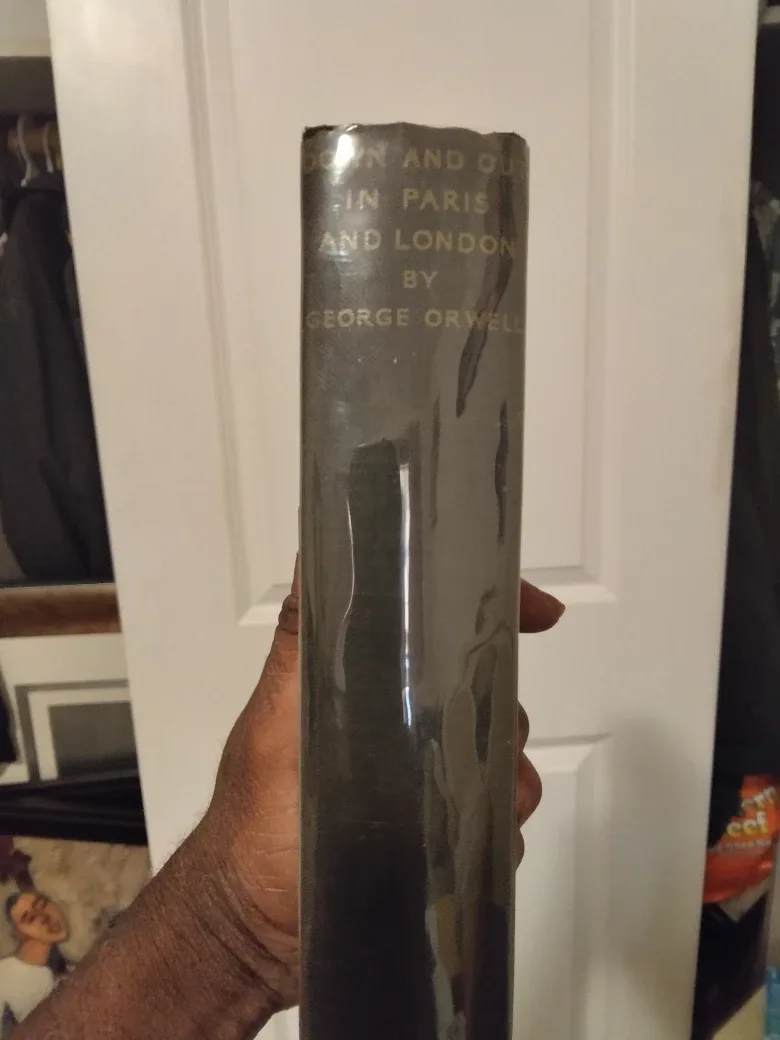 DOWN AND OUT
IN PARIS
AND LONDON
BY
GEORGE ORWELL